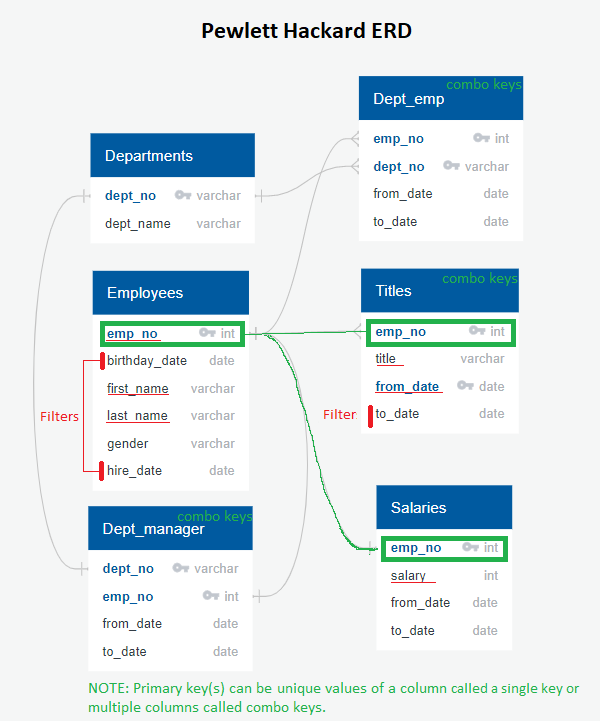 Pewlett Hackard ERD
combo keys
Dept_emp
emp_no int
dept_no varchar
from_date date
to_date date
Departments
dept_no varchar
dept_name varchar
Employees
emp_no int
birthday_date date
first_name varchar
last_name varchar
gender varchar
hire_date date
Filters
combo keys
Titles
emp_no int
title varchar
from_date date
to_date date
Filter
combo keys
Dept_manager
dept_no varchar
emp_no int
from_date date
to_date date
Salaries
emp_no int
salary int
from_date date
to_date date
NOTE: Primary key(s) can be unique values of a column called a single key or
multiple columns called combo keys.